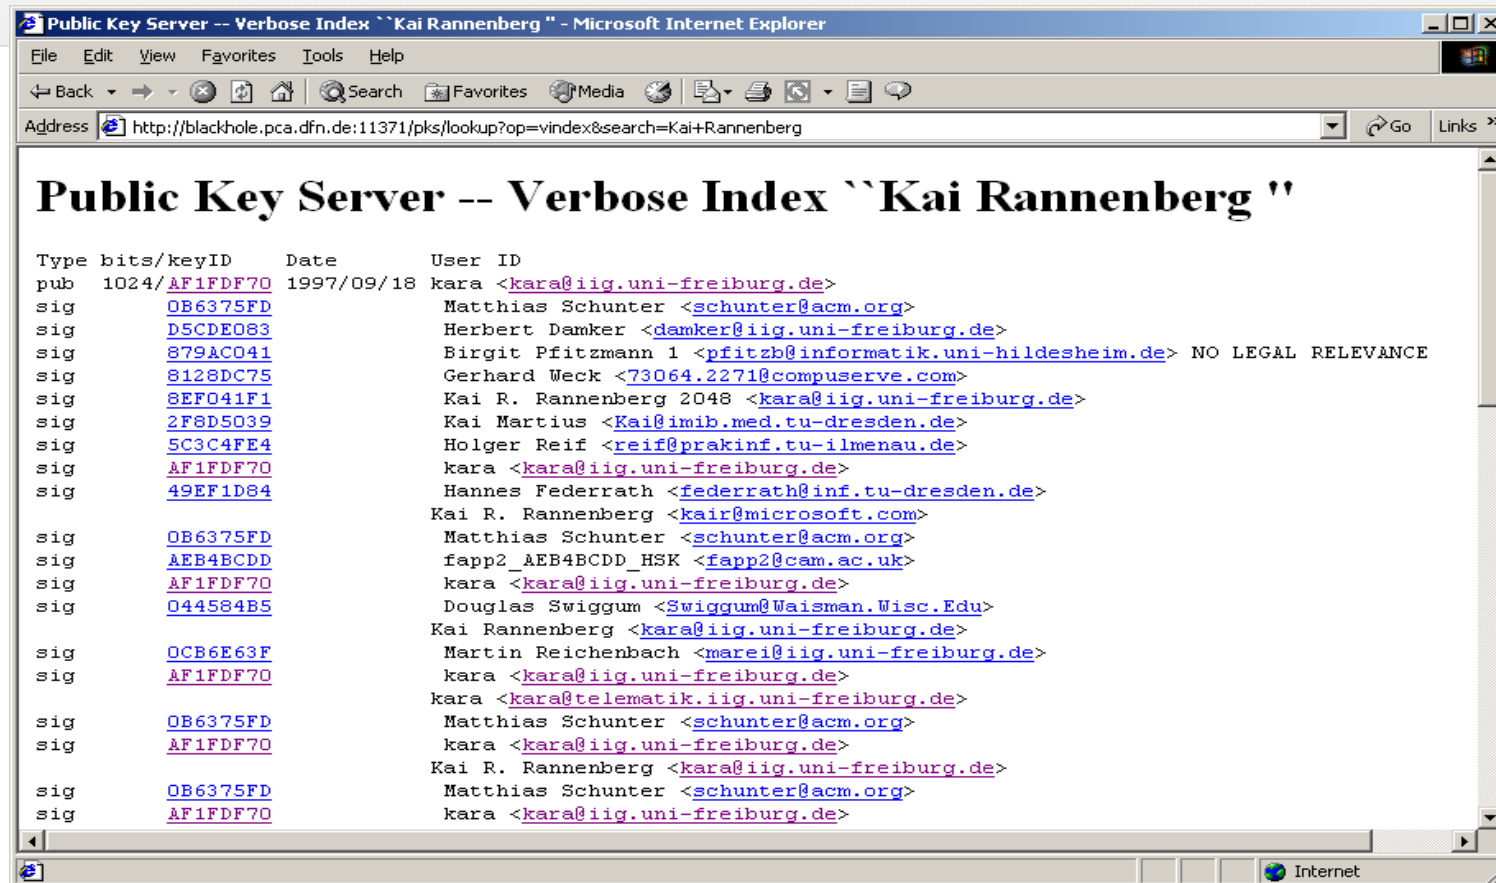 Public Key Server -- Verbose Index ``Kai Rannenberg '' - Microsoft Internet Explorer
File Edit View Favorites Tools Help
Back Search Favorites Media
Address http://blackhole.pca.dfn.de:11371/pks/lookup?op=vindex&search=Kai+Rannenberg Go Links »
Public Key Server -- Verbose Index ``Kai Rannenberg ''
Type bits/keyID Date User ID
pub 1024/AF1FDF70 1997/09/18 kara <kara@iig.uni-freiburg.de>
sig 0B6375FD Matthias Schunter <schunter@acm.org>
sig D5CDE083 Herbert Damker <damker@iig.uni-freiburg.de>
sig 879AC041 Birgit Pfitzmann 1 <pfitzb@informatik.uni-hildesheim.de> NO LEGAL RELEVANCE
sig 8128DC75 Gerhard Weck <73064.2271@compuserve.com>
sig 8EF041F1 Kai R. Rannenberg 2048 <kara@iig.uni-freiburg.de>
sig 2F8D5039 Kai Martius <Kai@imib.med.tu-dresden.de>
sig 5C3C4FE4 Holger Reif <reif@prakinf.tu-ilmenau.de>
sig AF1FDF70 kara <kara@iig.uni-freiburg.de>
sig 49EF1D84 Hannes Federrath <federrath@inf.tu-dresden.de>
Kai R. Rannenberg <kair@microsoft.com>
sig 0B6375FD Matthias Schunter <schunter@acm.org>
sig AEB4BCDD fapp2_AEB4BCDD_HSK <fapp2@cam.ac.uk>
sig AF1FDF70 kara <kara@iig.uni-freiburg.de>
sig 044584B5 Douglas Swiggum <Swiggum@Waisman.Wisc.Edu>
Kai Rannenberg <kara@iig.uni-freiburg.de>
sig 0CB6E63F Martin Reichenbach <marei@iig.uni-freiburg.de>
sig AF1FDF70 kara <kara@iig.uni-freiburg.de>
kara <kara@telematik.iig.uni-freiburg.de>
sig 0B6375FD Matthias Schunter <schunter@acm.org>
sig AF1FDF70 kara <kara@iig.uni-freiburg.de>
Kai R. Rannenberg <kara@iig.uni-freiburg.de>
sig 0B6375FD Matthias Schunter <schunter@acm.org>
sig AF1FDF70 kara <kara@iig.uni-freiburg.de>
Internet